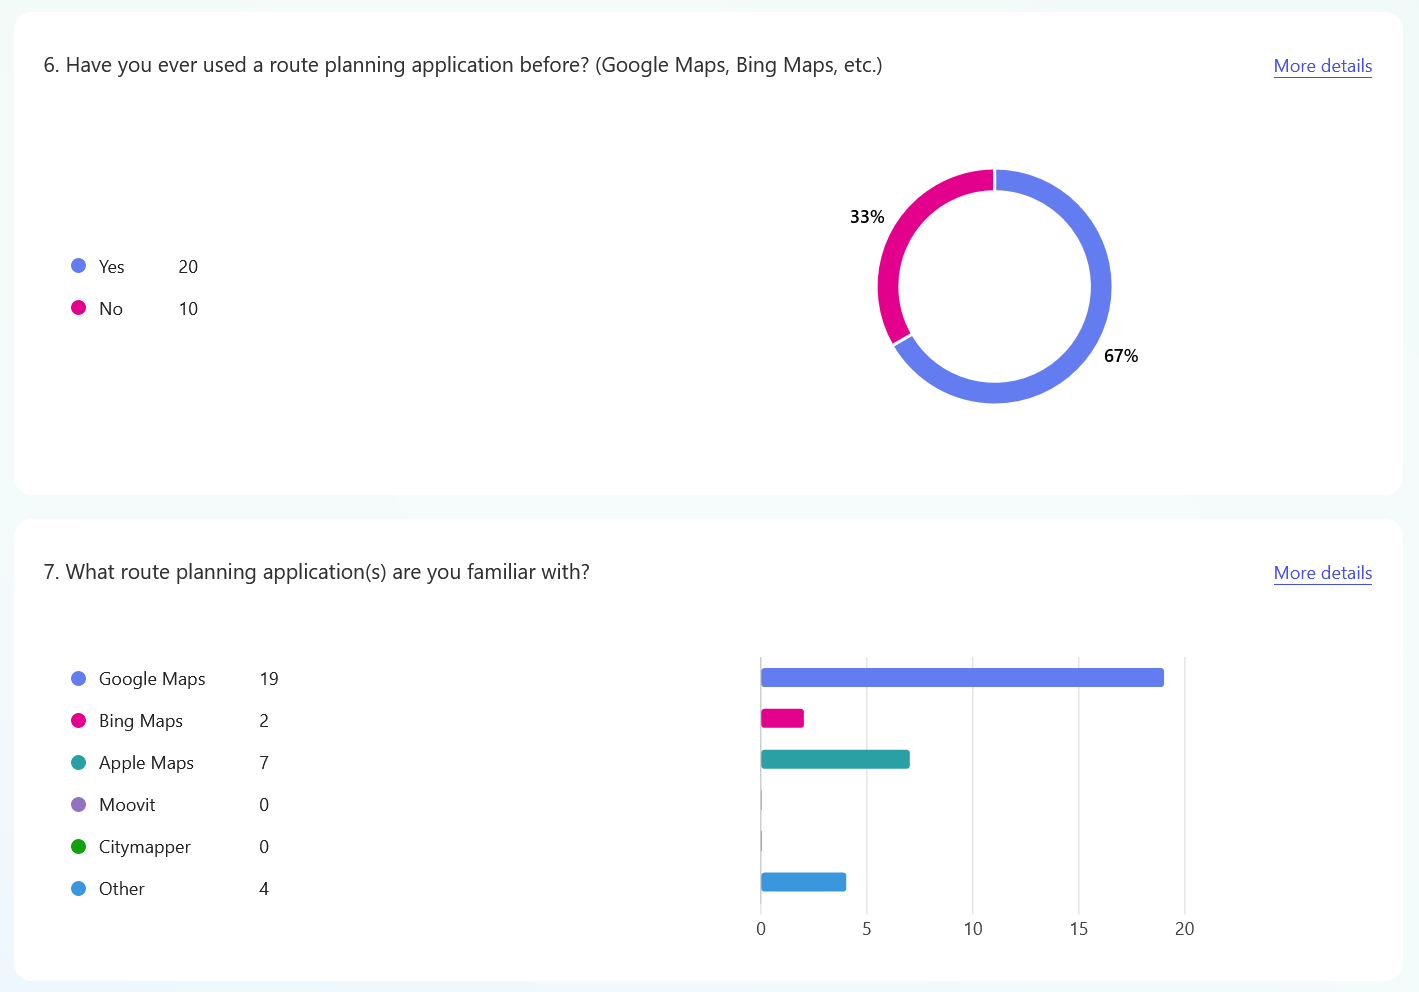 6. Have you ever used a route planning application before? (Google Maps, Bing Maps, etc.)
More details
Yes 20
No 10
33%
67%
7. What route planning application(s) are you familiar with?
More details
Google Maps 19
Bing Maps 2
Apple Maps 7
Moovit 0
Citymapper 0
Other 4
0 5 10 15 20